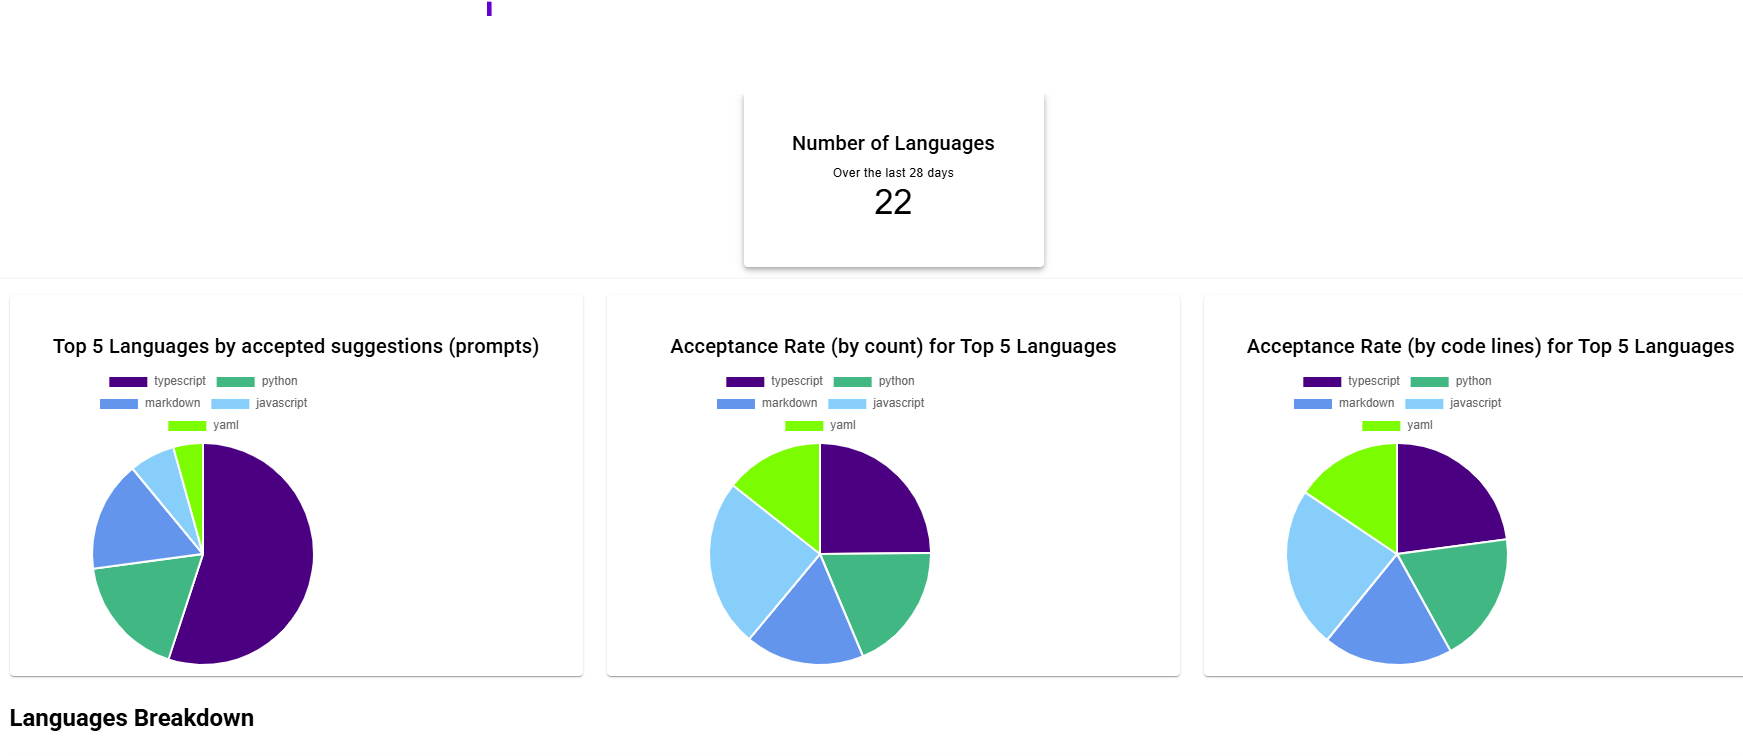 Number of Languages
Over the last 28 days
22
Top 5 Languages by accepted suggestions (prompts)
typescript python
markdown javascript
yaml
Acceptance Rate (by count) for Top 5 Languages
typescript python
markdown javascript
yaml
Acceptance Rate (by code lines) for Top 5 Languages
typescript python
markdown javascript
yaml
Languages Breakdown